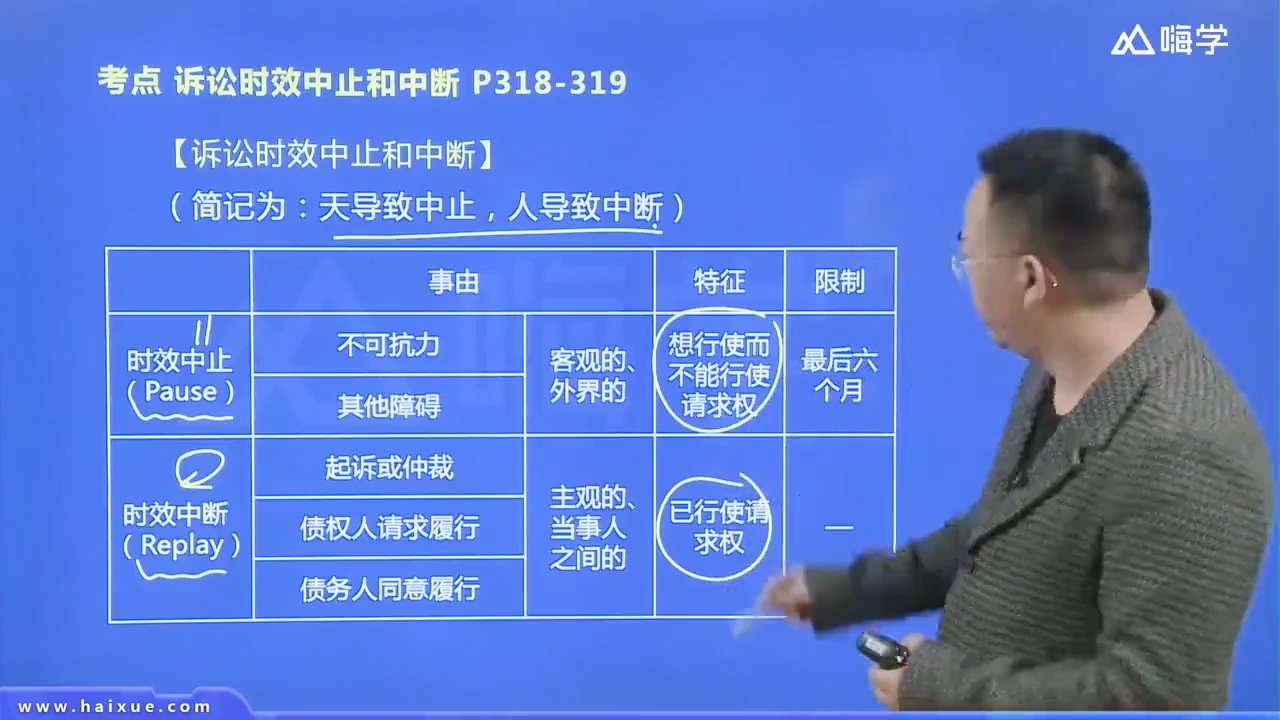 嗨学
考点 诉讼时效中止和中断 P318-319
【诉讼时效中止和中断】
（简记为：天导致中止，人导致中断）
事由
特征
限制
时效中止
（Pause）
不可抗力
其他障碍
客观的、
外界的
想行使而
不能行使
请求权
最后六
个月
时效中断
（Replay）
起诉或仲裁
债权人请求履行
债务人同意履行
主观的、
当事人
之间的
已行使请
求权
—
www.haixue.com